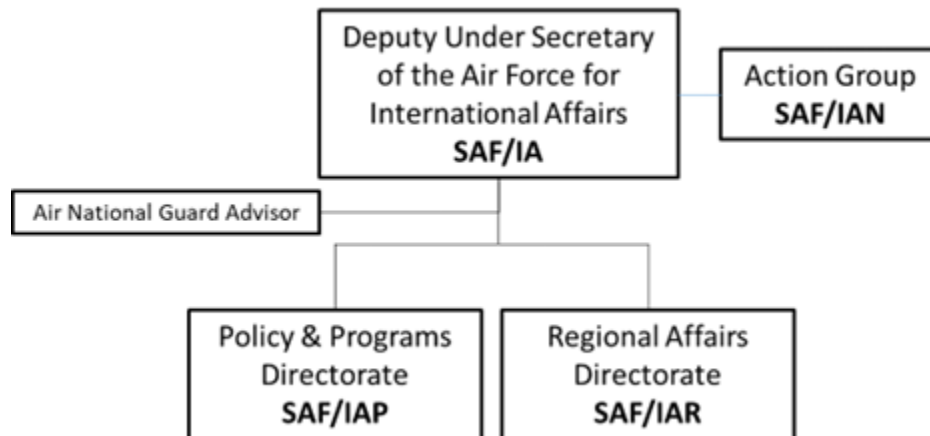 Deputy Under Secretary
of the Air Force for
International Affairs
SAF/IA
Action Group
SAF/IAN
Air National Guard Advisor
Policy & Programs
Directorate
SAF/IAP
Regional Affairs
Directorate
SAF/IAR